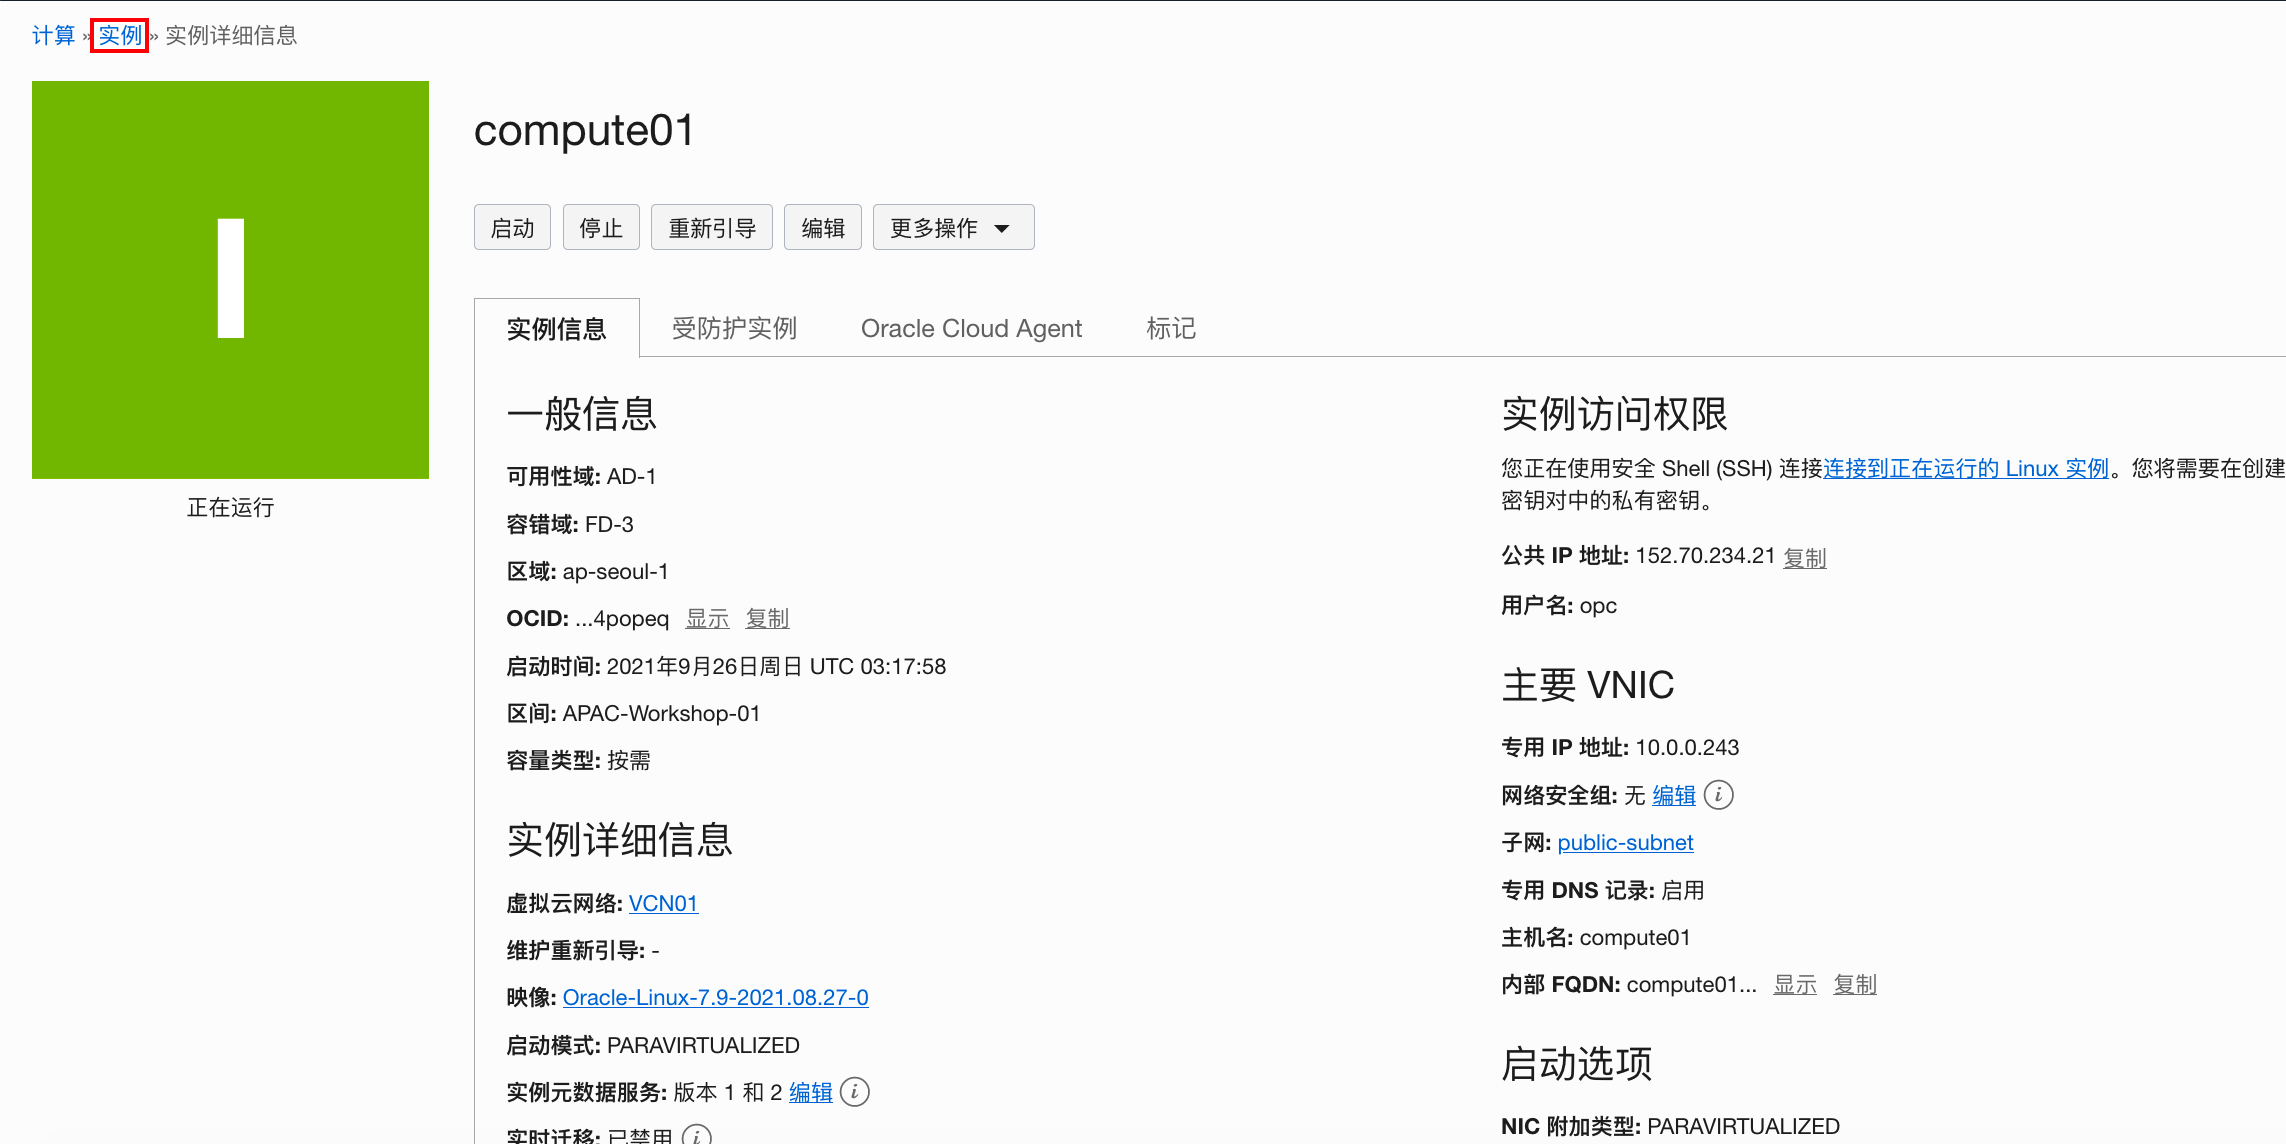 计算 » 实例 » 实例详细信息
I
正在运行
compute01
启动 停止 重新引导 编辑 更多操作
实例信息 受防护实例 Oracle Cloud Agent 标记
一般信息
可用性域: AD-1
容错域: FD-3
区域: ap-seoul-1
OCID: ...4popeq 显示 复制
启动时间: 2021年9月26日周日 UTC 03:17:58
区间: APAC-Workshop-01
容量类型: 按需
实例详细信息
虚拟云网络: VCN01
维护重新引导: -
映像: Oracle-Linux-7.9-2021.08.27-0
启动模式: PARAVIRTUALIZED
实例元数据服务: 版本 1 和 2 编辑 i
实时迁移: 已禁用 i
实例访问权限
您正在使用安全 Shell (SSH) 连接连接到正在运行的 Linux 实例。您将需要在创建
密钥对中的私有密钥。
公共 IP 地址: 152.70.234.21 复制
用户名: opc
主要 VNIC
专用 IP 地址: 10.0.0.243
网络安全组: 无 编辑 i
子网: public-subnet
专用 DNS 记录: 启用
主机名: compute01
内部 FQDN: compute01... 显示 复制
启动选项
NIC 附加类型: PARAVIRTUALIZED